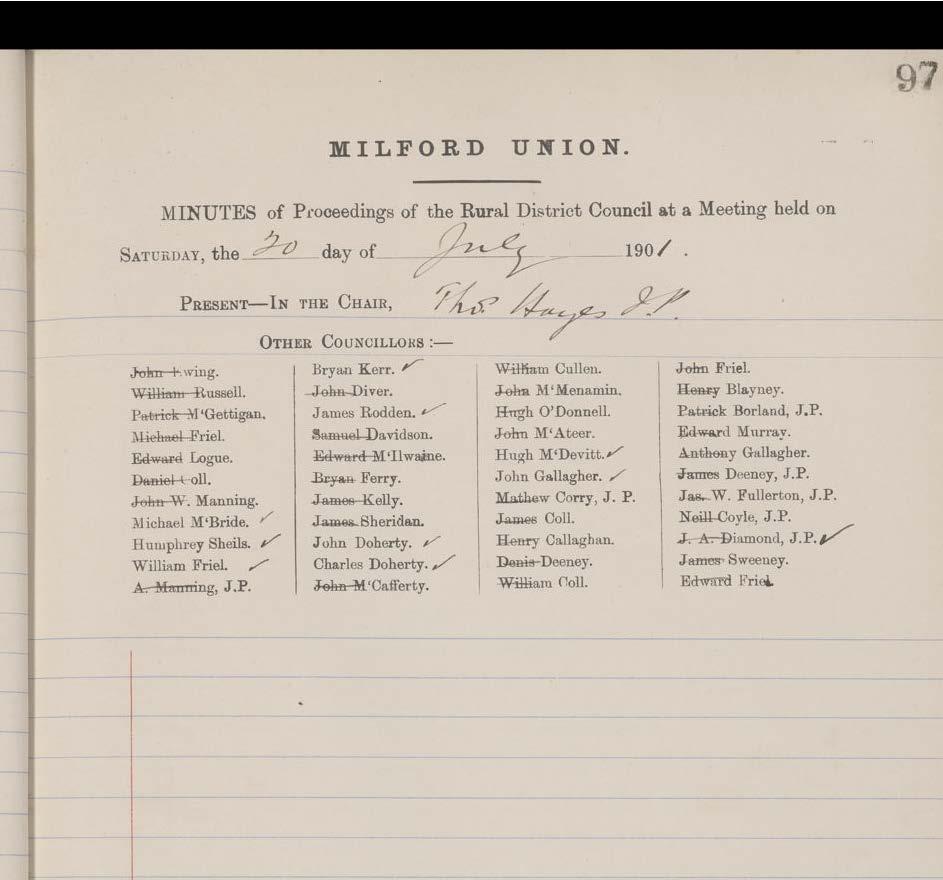 97
MILFORD UNION.
MINUTES of Proceedings of the Rural District Council at a Meeting held on
SATURDAY, the 20 day of July 1901.
PRESENT—IN THE CHAIR, Thos. Hayes J.P.
OTHER COUNCILLORS :—
John Ewing.
William Russell.
Patrick M'Gettigan.
Michael Friel.
Edward Logue.
Daniel Coll.
John W. Manning.
Michael M'Bride. ✓
Humphrey Sheils. ✓
William Friel. ✓
A. Manning, J.P.
Bryan Kerr. ✓
John Diver.
James Rodden. ✓
Samuel Davidson.
Edward M'Ilwaine.
Bryan Ferry.
James Kelly.
James Sheridan.
John Doherty. ✓
Charles Doherty. ✓
John M'Cafferty.
William Cullen.
John M'Menamin.
Hugh O'Donnell.
John M'Ateer.
Hugh M'Devitt. ✓
John Gallagher. ✓
Mathew Corry, J. P.
James Coll.
Henry Callaghan.
Denis Deeney.
William Coll.
John Friel.
Henry Blayney.
Patrick Borland, J.P.
Edward Murray.
Anthony Gallagher.
James Deeney, J.P.
Jas. W. Fullerton, J.P.
Neill Coyle, J.P.
J. A. Diamond, J.P. ✓
James Sweeney.
Edward Friel